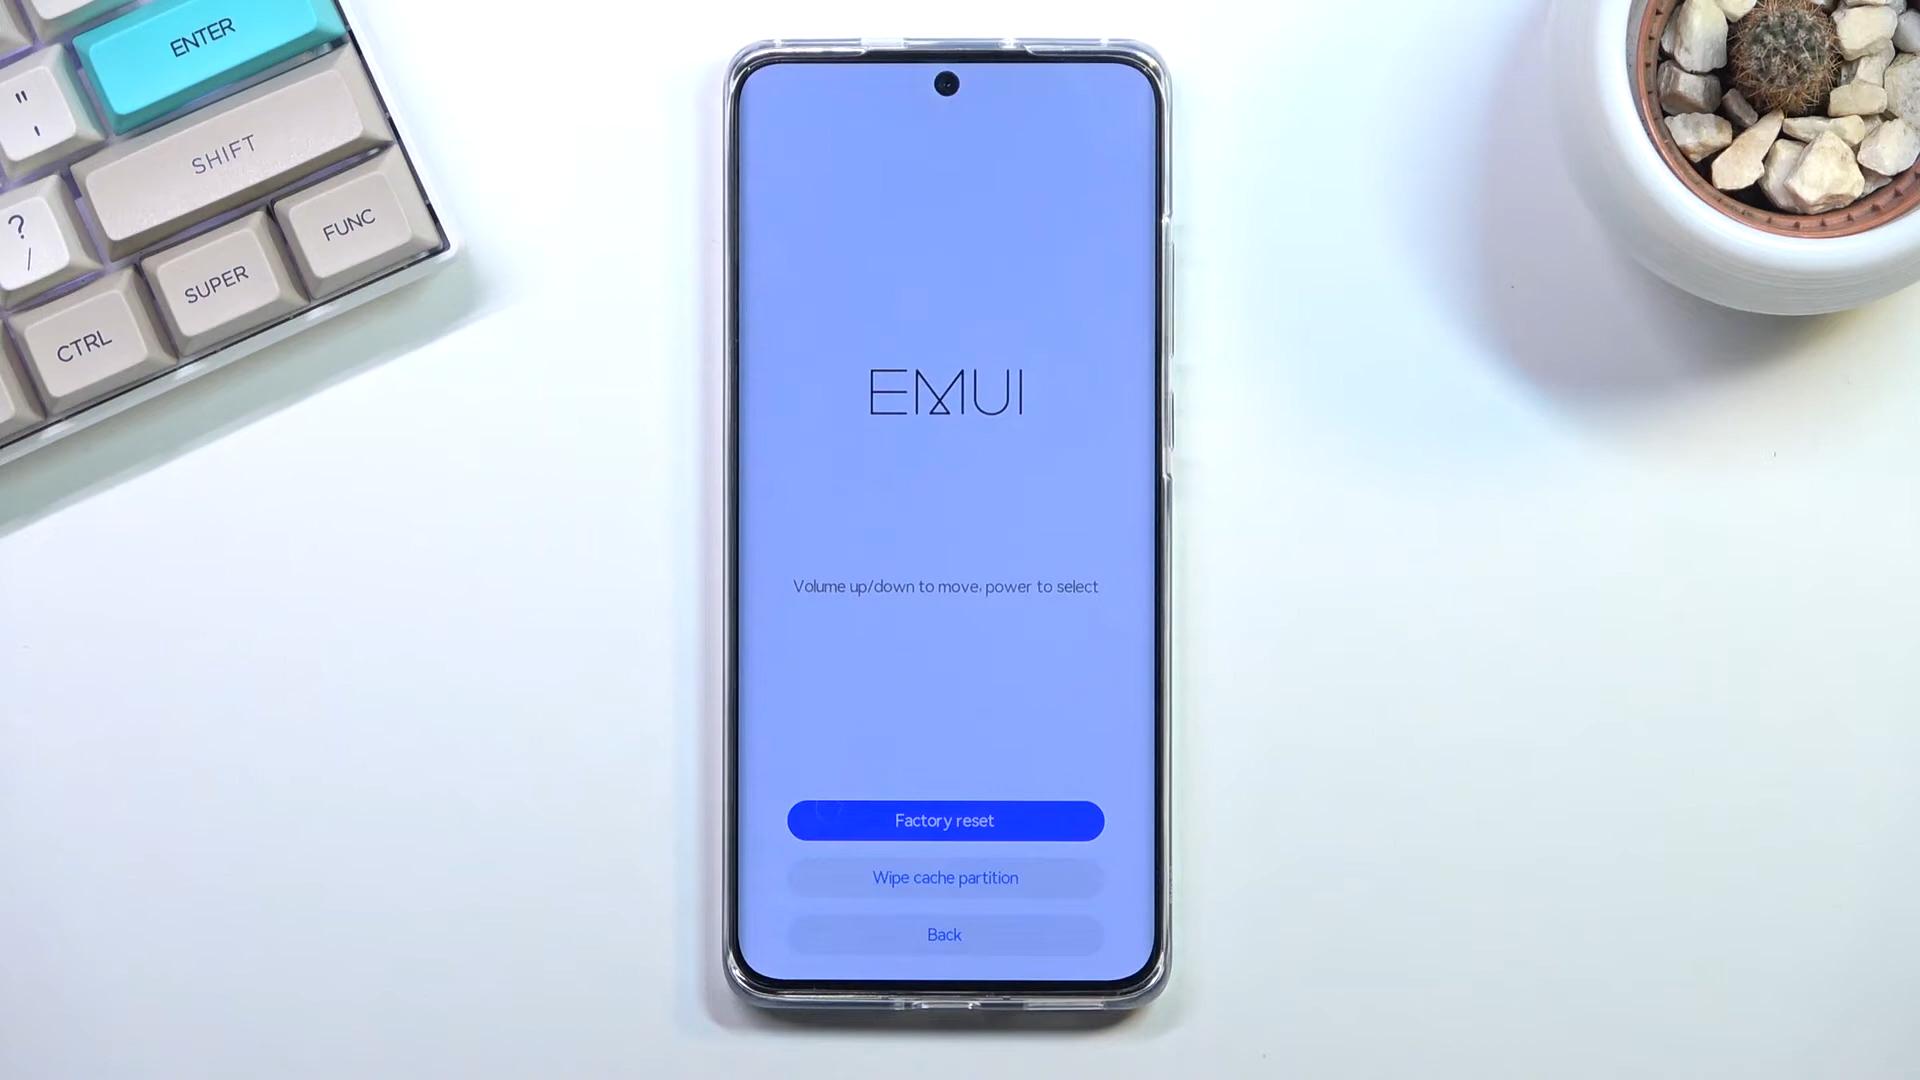 ENTER
"
'
SHIFT
?
/
FUNC
SUPER
CTRL
EMUI
Volume up/down to move, power to select
Factory reset
Wipe cache partition
Back